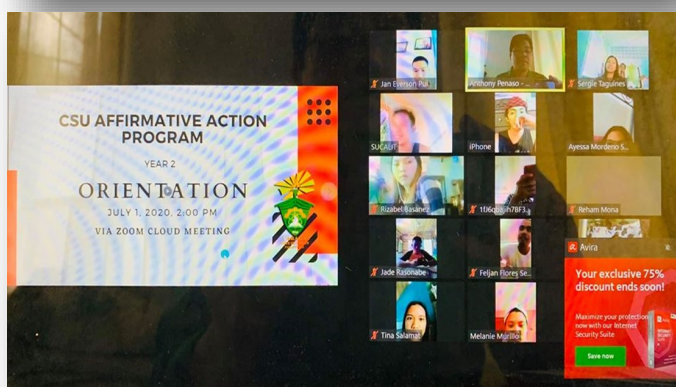 CSU AFFIRMATIVE ACTION
PROGRAM
YEAR 2
ORIENTATION
JULY 1, 2020, 2:00 PM
VIA ZOOM CLOUD MEETING
Jan Everson Pul
Anthony Penaso -
Sergie Taguines
iPhone
Ayessa Mordeno S...
Rizabel Basanez
Reham Mona
Jade Rasonabe
Feljan Flores Se...
Tina Salamat
Melanie Murillo
Avira
Your exclusive 75%
discount ends soon!
Maximize your protection
now with our Internet
Security Suite
Save now